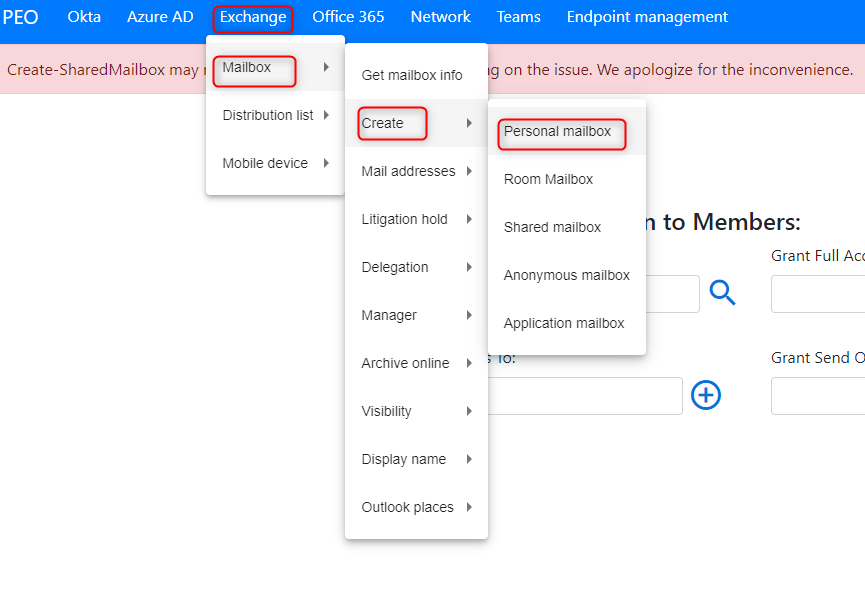 PEO Okta Azure AD Exchange Office 365 Network Teams Endpoint management
Create-SharedMailbox may
on the issue. We apologize for the inconvenience.
Mailbox
Distribution list
Mobile device
Get mailbox info
Create
Mail addresses
Litigation hold
Delegation
Manager
Archive online
Visibility
Display name
Outlook places
Personal mailbox
Room Mailbox
Shared mailbox
Anonymous mailbox
Application mailbox
to Members:
Grant Full
To:
Grant Send